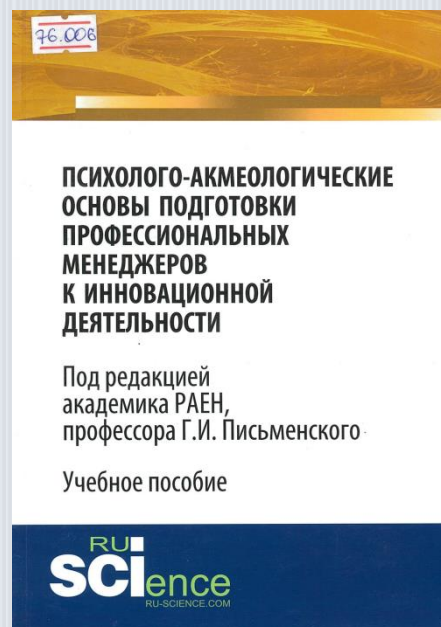 76.006
ПСИХОЛОГО-АКМЕОЛОГИЧЕСКИЕ
ОСНОВЫ ПОДГОТОВКИ
ПРОФЕССИОНАЛЬНЫХ
МЕНЕДЖЕРОВ
К ИННОВАЦИОННОЙ
ДЕЯТЕЛЬНОСТИ
Под редакцией
академика РАЕН,
профессора Г.И. Письменского
Учебное пособие
RU
SCIence
RU-SCIENCE.COM